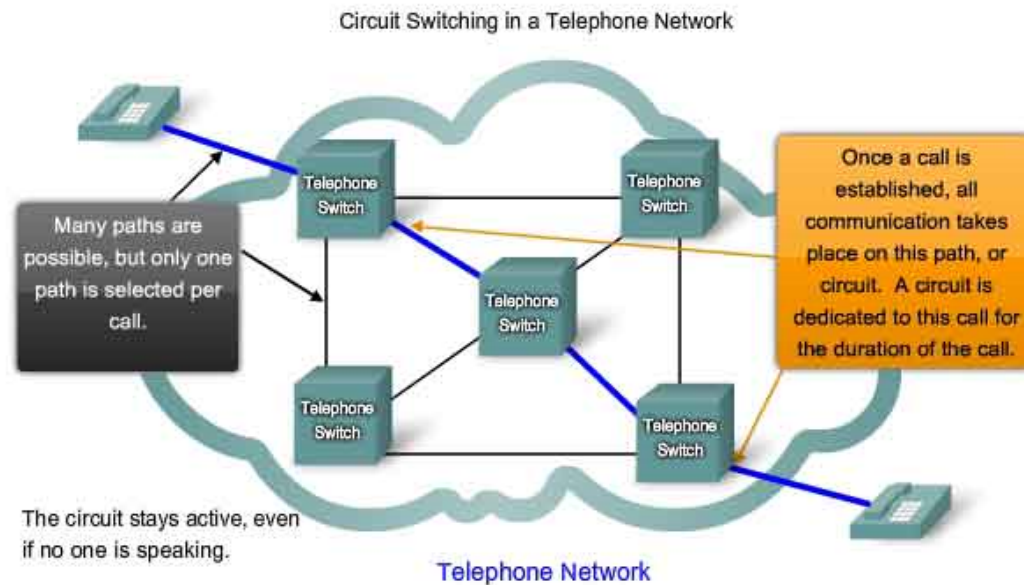 Circuit Switching in a Telephone Network
Telephone
Switch
Telephone
Switch
Many paths are
possible, but only one
path is selected per
call.
Once a call is
established, all
communication takes
place on this path, or
circuit. A circuit is
dedicated to this call for
the duration of the call.
Telephone
Switch
Telephone
Switch
Telephone
Switch
The circuit stays active, even
if no one is speaking.
Telephone Network